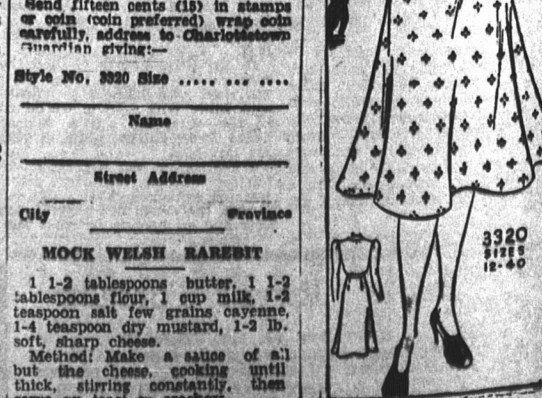 Send fifteen cents (15) in stamps
or coin (coin preferred) wrap coin
carefully, address to Charlottetown
Guardian giving:—
Style No. 3320 Size ..... ... ....
Name
Street Address
City Province
MOCK WELSH RAREBIT
1 1-2 tablespoons butter, 1 1-2
tablespoons flour, 1 cup milk, 1-2
teaspoon salt few grains cayenne,
1-4 teaspoon dry mustard, 1-2 lb.
soft, sharp cheese.
Method: Make a sauce of all
but the cheese, cooking until
thick, stirring constantly, then
3320
SIZES
12-40